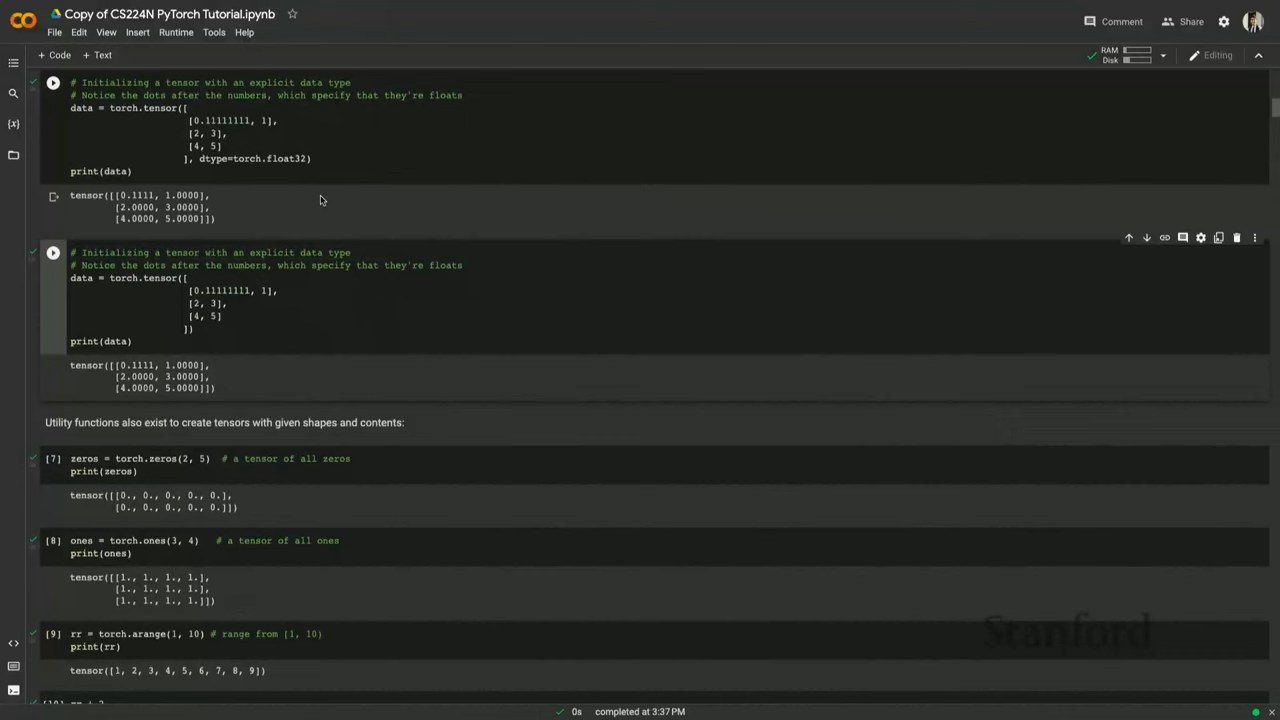 Copy of CS224N PyTorch Tutorial.ipynb
File Edit View Insert Runtime Tools Help
Comment Share
+ Code + Text
RAM
Disk
Editing
# Initializing a tensor with an explicit data type
# Notice the dots after the numbers, which specify that they're floats
data = torch.tensor([
[0.11111111, 1],
[2, 3],
[4, 5]
], dtype=torch.float32)
print(data)
tensor([[0.1111, 1.0000],
[2.0000, 3.0000],
[4.0000, 5.0000]])
# Initializing a tensor with an explicit data type
# Notice the dots after the numbers, which specify that they're floats
data = torch.tensor([
[0.11111111, 1],
[2, 3],
[4, 5]
])
print(data)
tensor([[0.1111, 1.0000],
[2.0000, 3.0000],
[4.0000, 5.0000]])
Utility functions also exist to create tensors with given shapes and contents:
[7] zeros = torch.zeros(2, 5) # a tensor of all zeros
print(zeros)
tensor([[0., 0., 0., 0., 0.],
[0., 0., 0., 0., 0.]])
[8] ones = torch.ones(3, 4) # a tensor of all ones
print(ones)
tensor([[1., 1., 1., 1.],
[1., 1., 1., 1.],
[1., 1., 1., 1.]])
[9] rr = torch.arange(1, 10) # range from [1, 10)
print(rr)
Stanford
tensor([1, 2, 3, 4, 5, 6, 7, 8, 9])
0s completed at 3:37PM